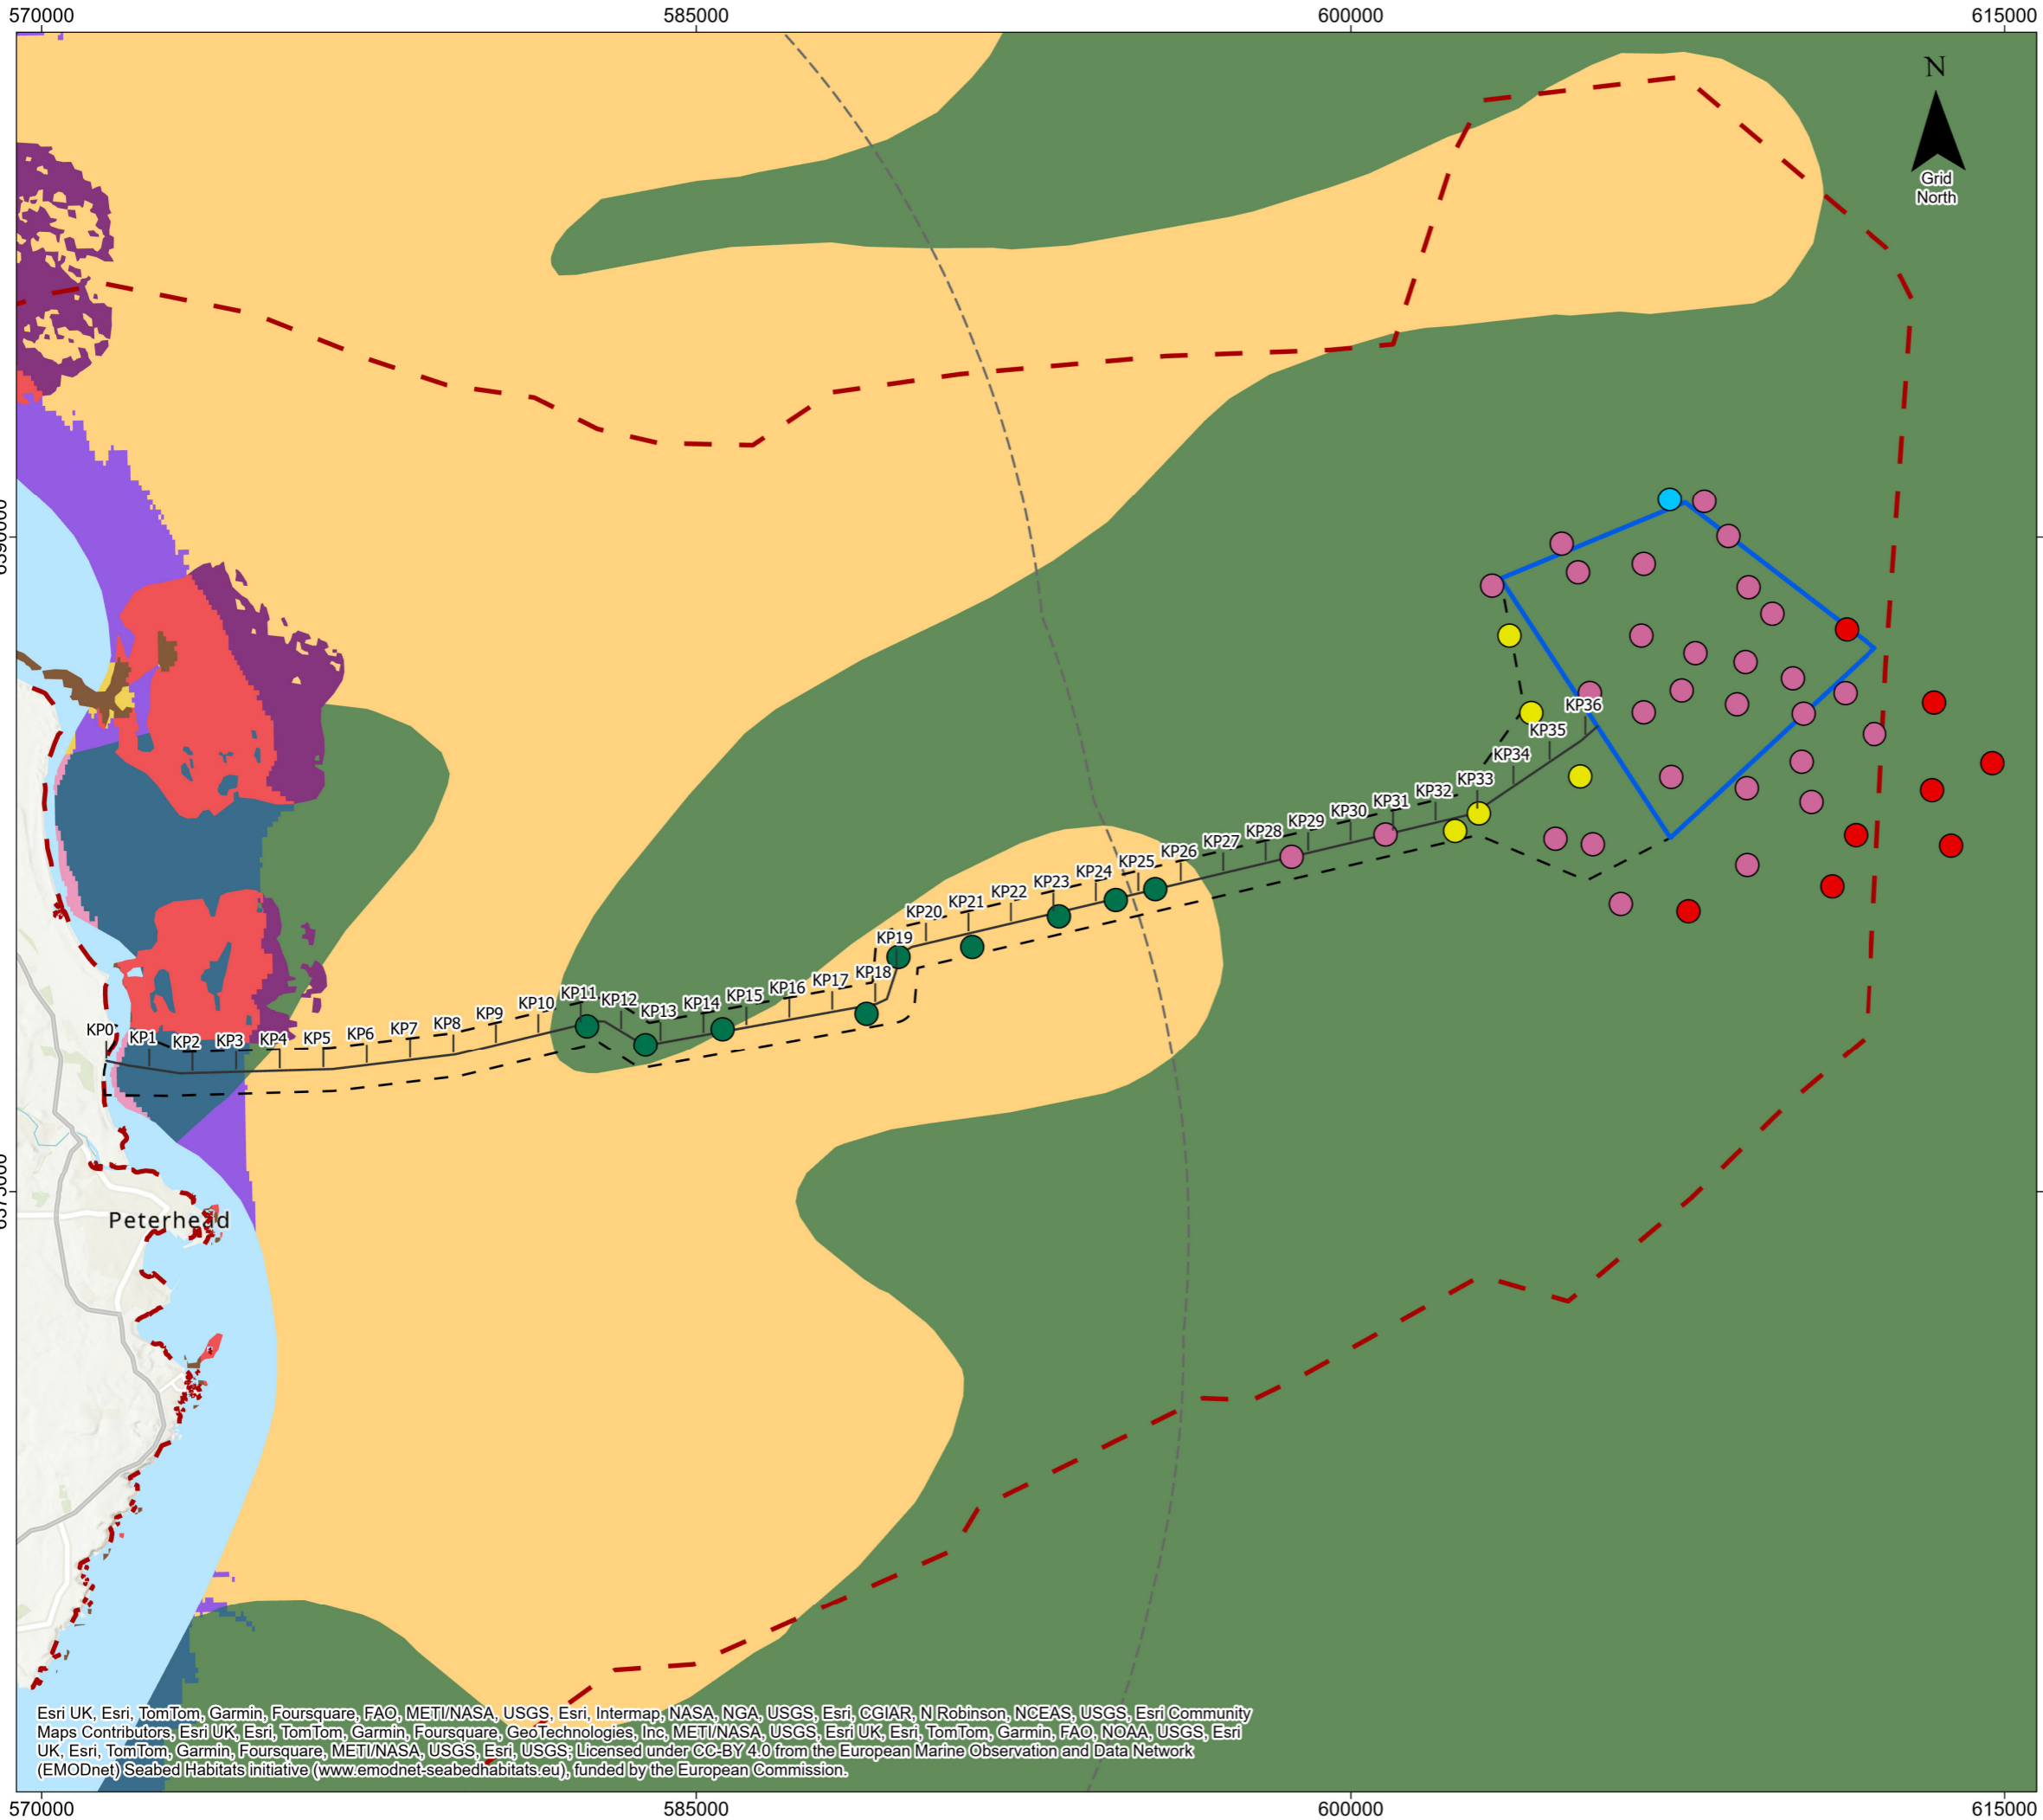 570000
585000
600000
615000
N
Grid
North
KP36
KP35
KP34
KP33
KP32
KP31
KP30
KP29
KP28
KP27
KP26
KP25
KP24
KP23
KP22
KP21
KP20
KP19
KP18
KP17
KP16
KP15
KP14
KP13
KP12
KP11
KP10
KP9
KP8
KP7
KP6
KP5
KP4
KP3
KP2
KP1
KP0
Peterhead
Esri UK, Esri, TomTom, Garmin, Foursquare, FAO, METI/NASA, USGS, Esri, Intermap, NASA, NGA, USGS, Esri, CGIAR, N Robinson, NCEAS, USGS, Esri Community
Maps Contributors, Esri UK, Esri, TomTom, Garmin, Foursquare, GeoTechnologies, Inc, METI/NASA, USGS, Esri UK, Esri, TomTom, Garmin, FAO, NOAA, USGS, Esri
UK, Esri, TomTom, Garmin, Foursquare, METI/NASA, USGS, Esri, USGS; Licensed under CC-BY 4.0 from the European Marine Observation and Data Network
(EMODnet) Seabed Habitats initiative (www.emodnet-seabedhabitats.eu), funded by the European Commission.
570000
585000
600000
615000